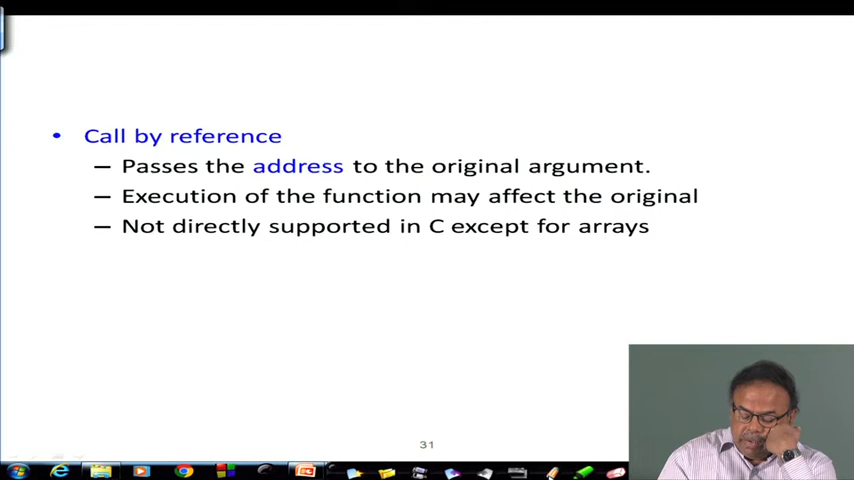 • Call by reference
– Passes the address to the original argument.
– Execution of the function may affect the original
– Not directly supported in C except for arrays
31